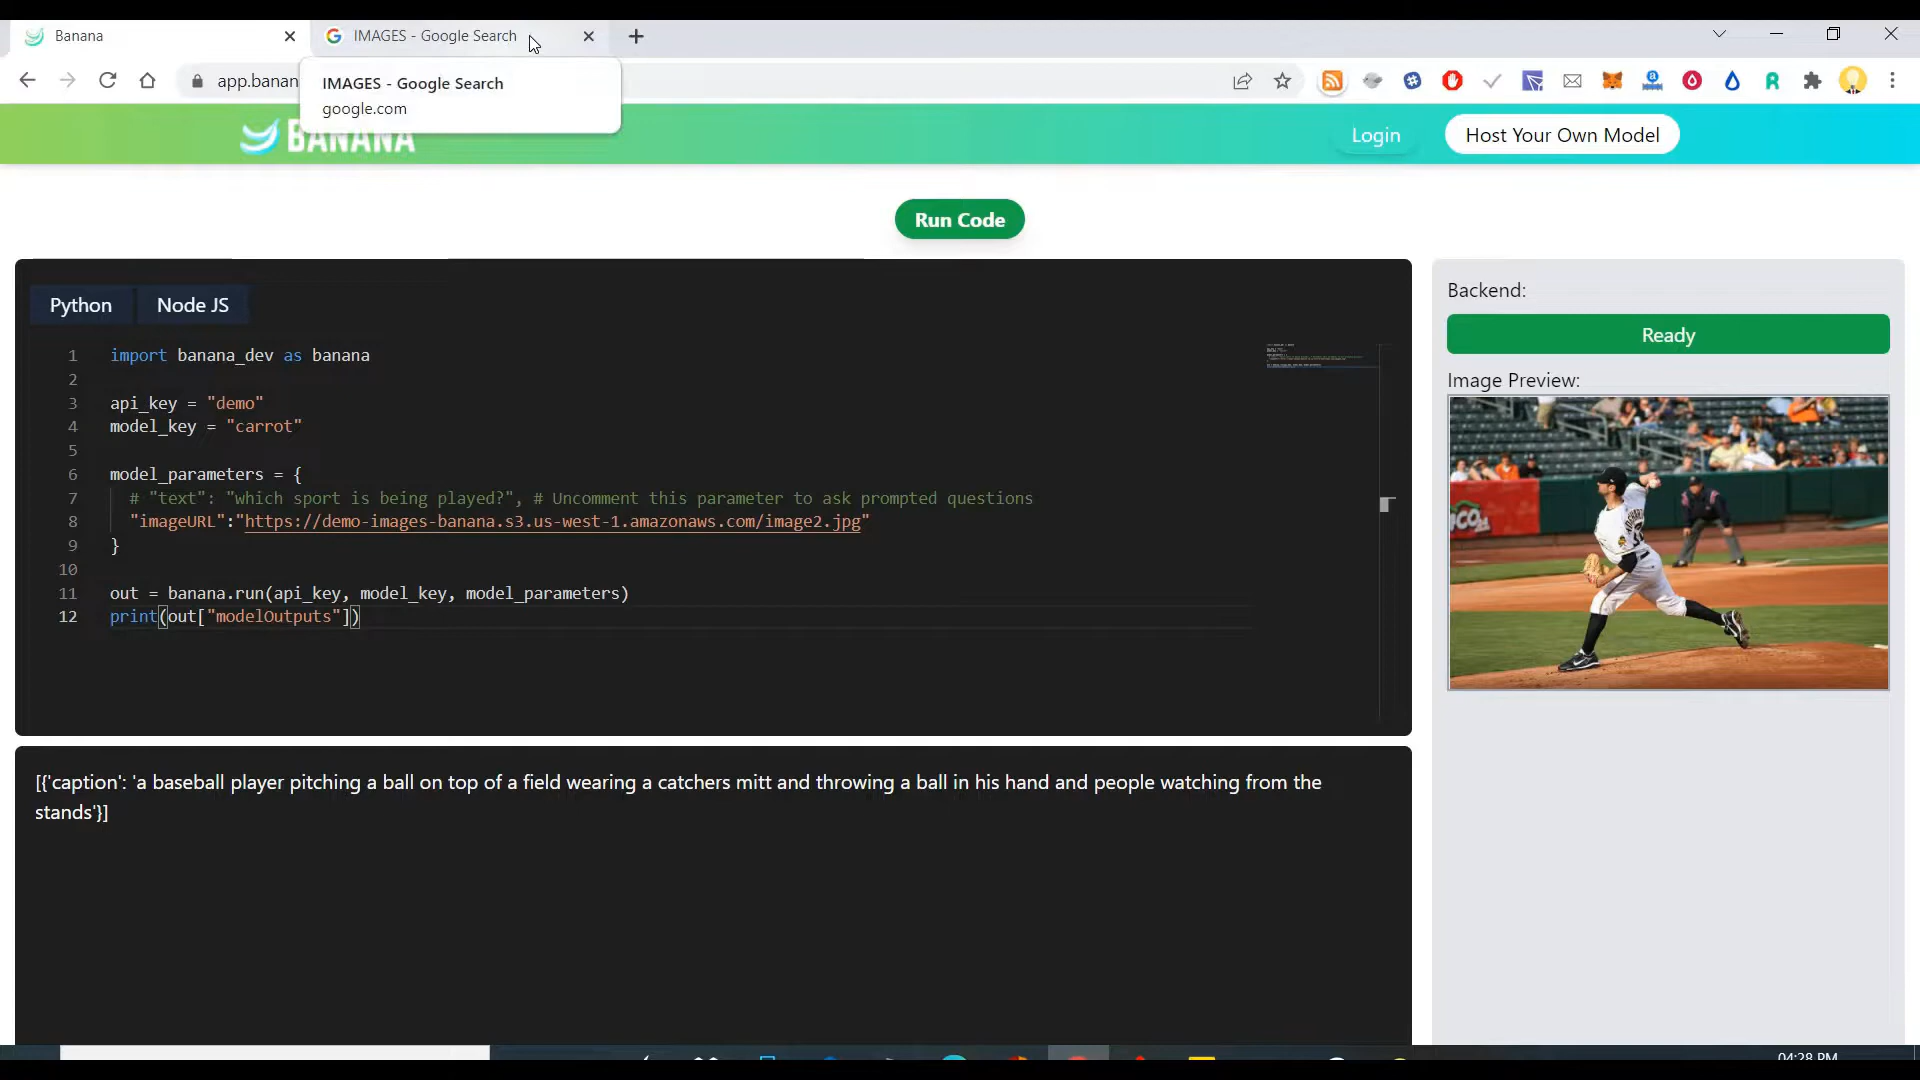 Banana
IMAGES - Google Search
app.banan
IMAGES - Google Search
google.com
BANANA
Login
Host Your Own Model
Run Code
Python
Node JS
1 import banana_dev as banana
2
3 api_key = "demo"
4 model_key = "carrot"
5
6 model_parameters = {
7 # "text": "which sport is being played?", # Uncomment this parameter to ask prompted questions
8 "imageURL":"https://demo-images-banana.s3.us-west-1.amazonaws.com/image2.jpg"
9 }
10
11 out = banana.run(api_key, model_key, model_parameters)
12 print(out["modelOutputs"])
Backend:
Ready
Image Preview:
[{'caption': 'a baseball player pitching a ball on top of a field wearing a catchers mitt and throwing a ball in his hand and people watching from the
stands'}]
04:28 PM